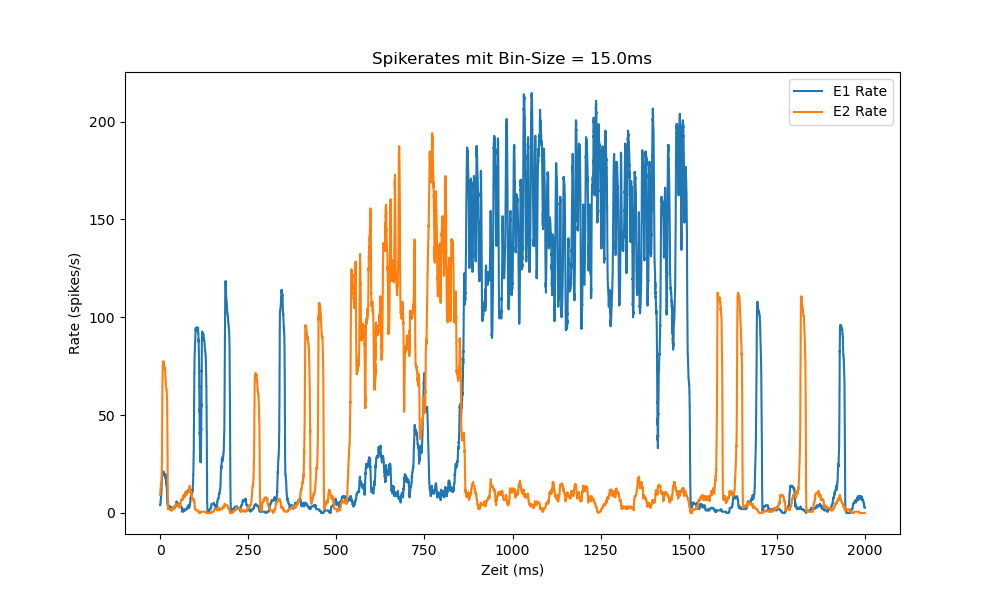 Spikerates mit Bin-Size = 15.0ms
E1 Rate
E2 Rate
Rate (spikes/s)
200
150
100
50
0
0 250 500 750 1000 1250 1500 1750 2000
Zeit (ms)